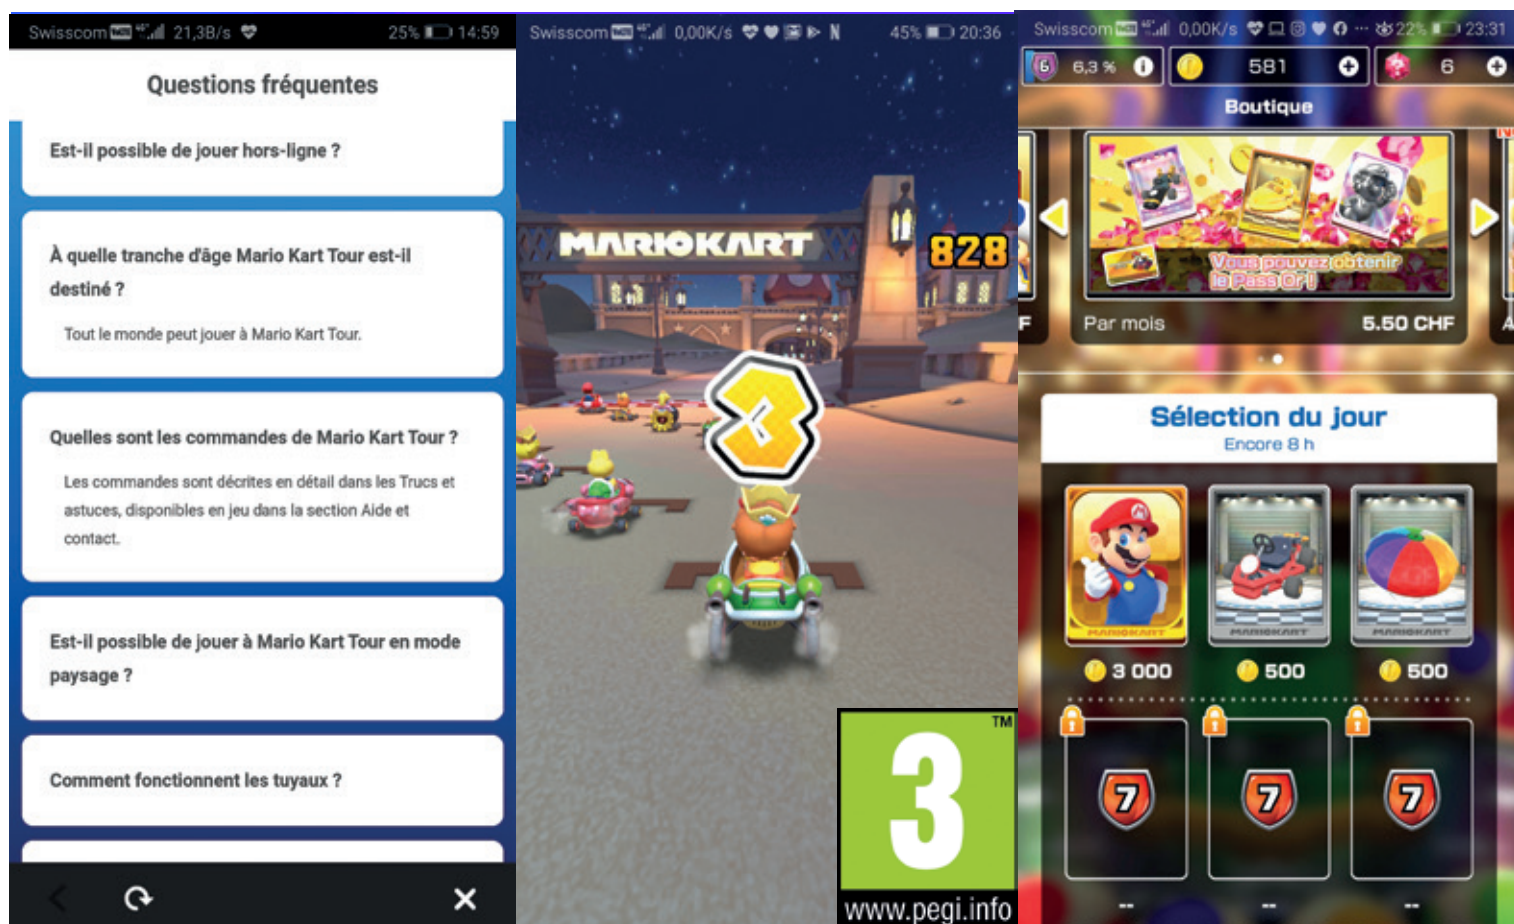 Swisscom 21,3B/s 25% 14:59
Questions fréquentes
Est-il possible de jouer hors-ligne ?
À quelle tranche d'âge Mario Kart Tour est-il
destiné ?
Tout le monde peut jouer à Mario Kart Tour.
Quelles sont les commandes de Mario Kart Tour ?
Les commandes sont décrites en détail dans les Trucs et
astuces, disponibles en jeu dans la section Aide et
contact.
Est-il possible de jouer à Mario Kart Tour en mode
paysage ?
Comment fonctionnent les tuyaux ?
Swisscom 0,00K/s 45% 20:36
MARIOKART
828
3
3
TM
www.pegi.info
Swisscom 0,00K/s 22% 23:31
6 6,3 % 581 6
Boutique
Vous pouvez obtenir
le Pass Or !
Par mois 5.50 CHF
Sélection du jour
Encore 8 h
MARIOKART MARIOKART MARIOKART
3 000 500 500
7 7 7
-- -- --